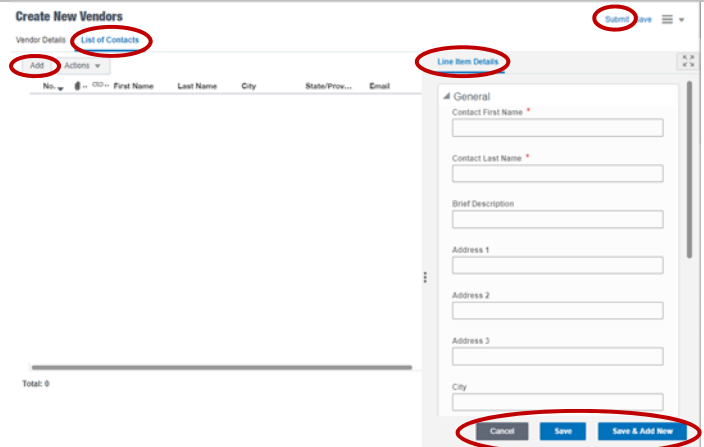 Create New Vendors
Submit Save
Vendor Details List of Contacts
Add Actions
Line Item Details
No. First Name Last Name City State/Prov... Email
General
Contact First Name *
Contact Last Name *
Brief Description
Address 1
Address 2
Address 3
City
Total: 0
Cancel Save Save & Add New